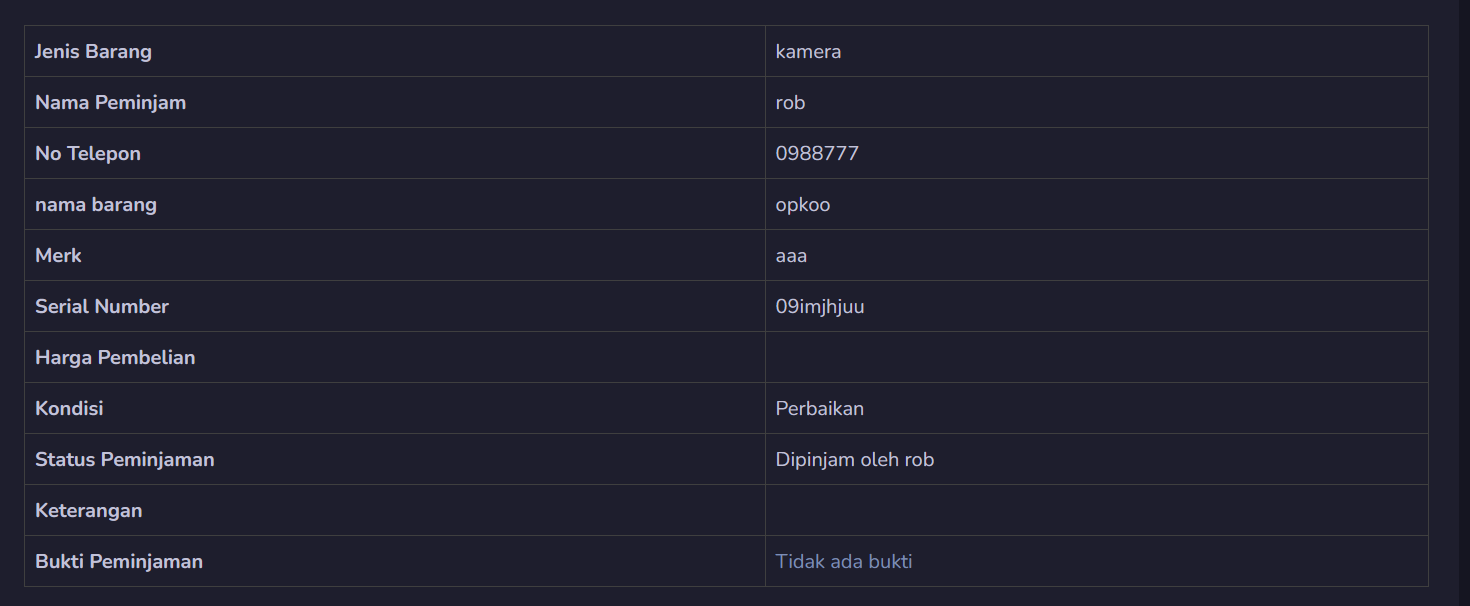 Jenis Barang kamera
Nama Peminjam rob
No Telepon 0988777
nama barang opkoo
Merk aaa
Serial Number 09imjhjuu
Harga Pembelian
Kondisi Perbaikan
Status Peminjaman Dipinjam oleh rob
Keterangan
Bukti Peminjaman Tidak ada bukti